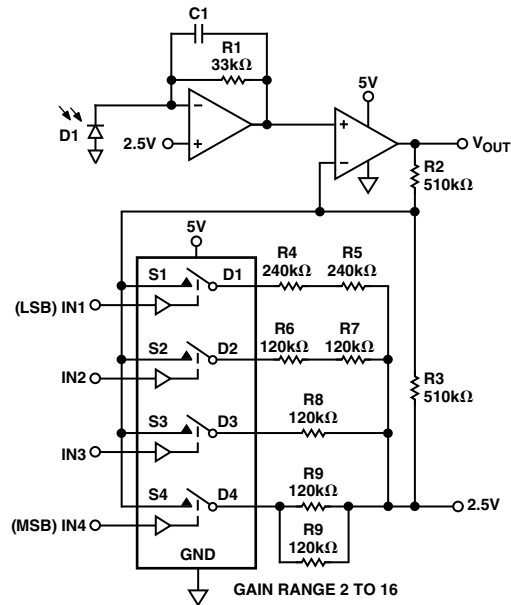 C1
R1
33kΩ
5V
D1
2.5V
–
+
+
–
VOUT
R2
510kΩ
5V
S1
D1
R4
240kΩ
R5
240kΩ
(LSB) IN1
S2
D2
R6
120kΩ
R7
120kΩ
IN2
R3
510kΩ
S3
D3
R8
120kΩ
IN3
S4
D4
R9
120kΩ
2.5V
(MSB) IN4
R9
120kΩ
GND
GAIN RANGE 2 TO 16